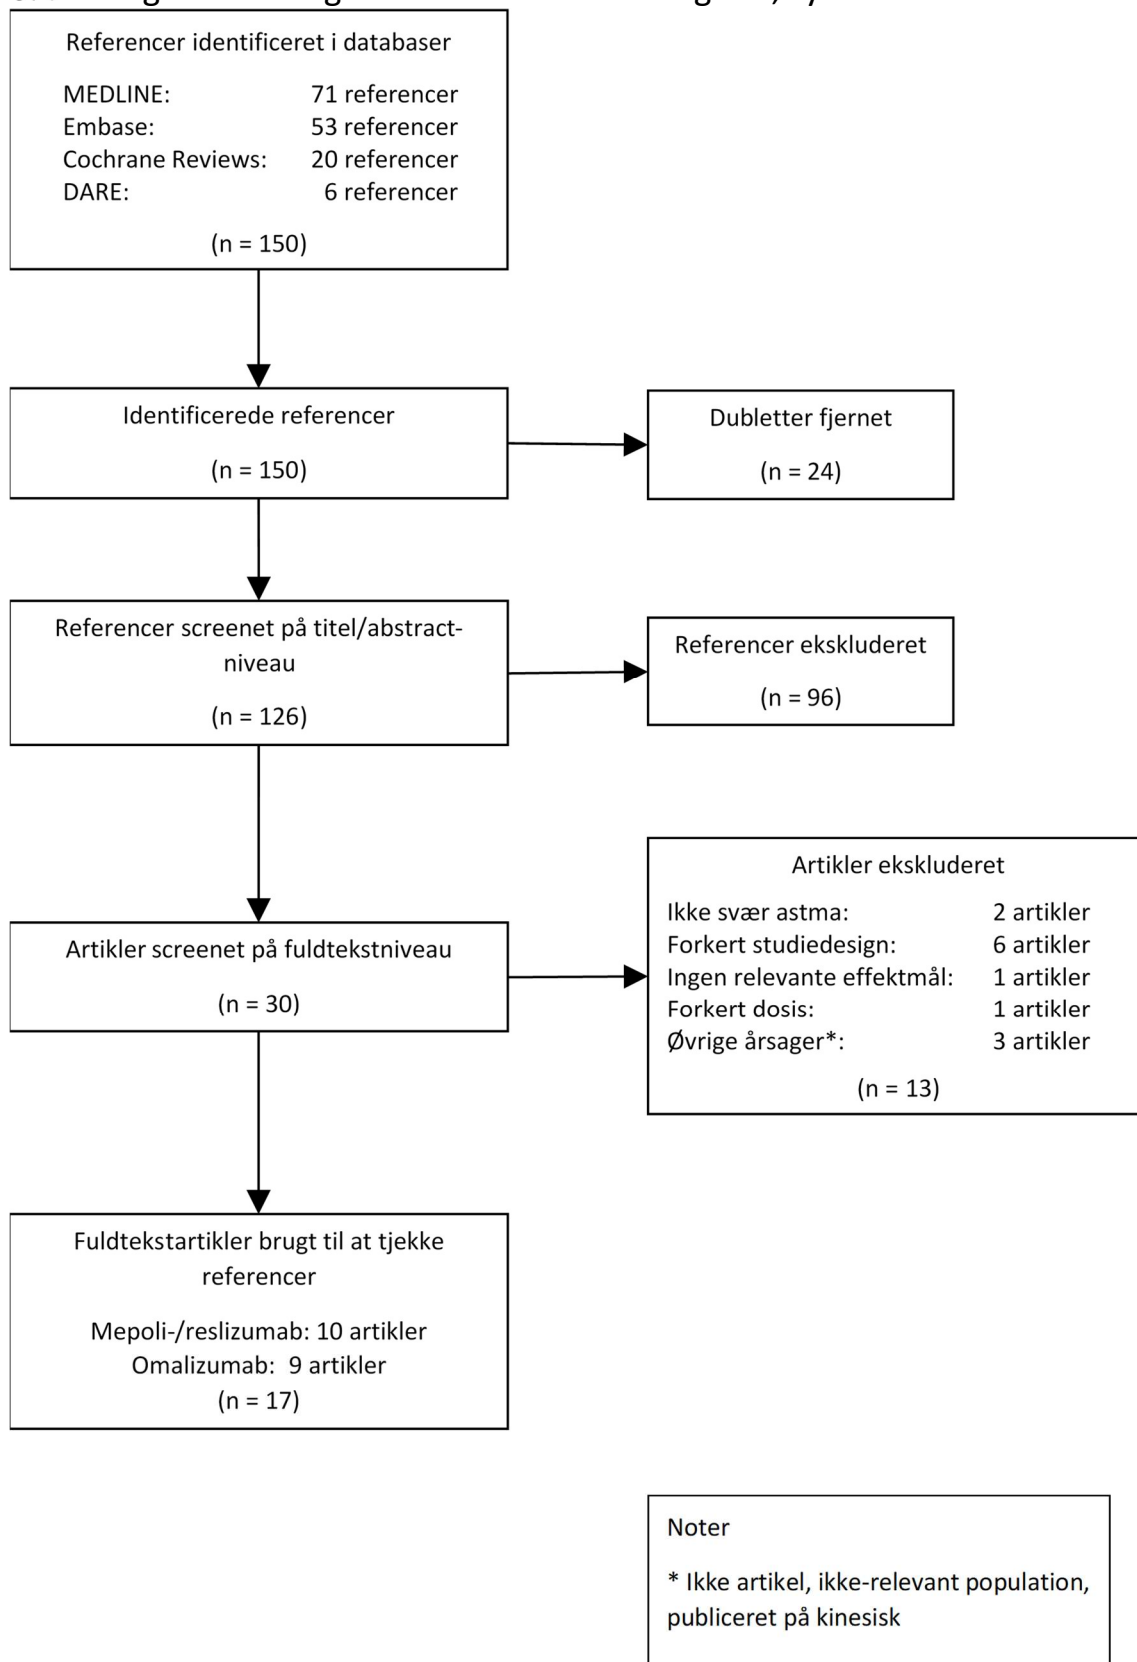 Referencer identificeret i databaser
MEDLINE: 71 referencer
Embase: 53 referencer
Cochrane Reviews: 20 referencer
DARE: 6 referencer
(n = 150)
Identificerede referencer
(n = 150)
Dubletter fjernet
(n = 24)
Referencer screenet på titel/abstract-
niveau
(n = 126)
Referencer ekskluderet
(n = 96)
Artikler screenet på fuldtekstniveau
(n = 30)
Artikler ekskluderet
Ikke svær astma: 2 artikler
Forkert studiedesign: 6 artikler
Ingen relevante effektmål: 1 artikler
Forkert dosis: 1 artikler
Øvrige årsager*: 3 artikler
(n = 13)
Fuldtekstartikler brugt til at tjekke
referencer
Mepoli-/reslizumab: 10 artikler
Omalizumab: 9 artikler
(n = 17)
Noter
* Ikke artikel, ikke-relevant population,
publiceret på kinesisk